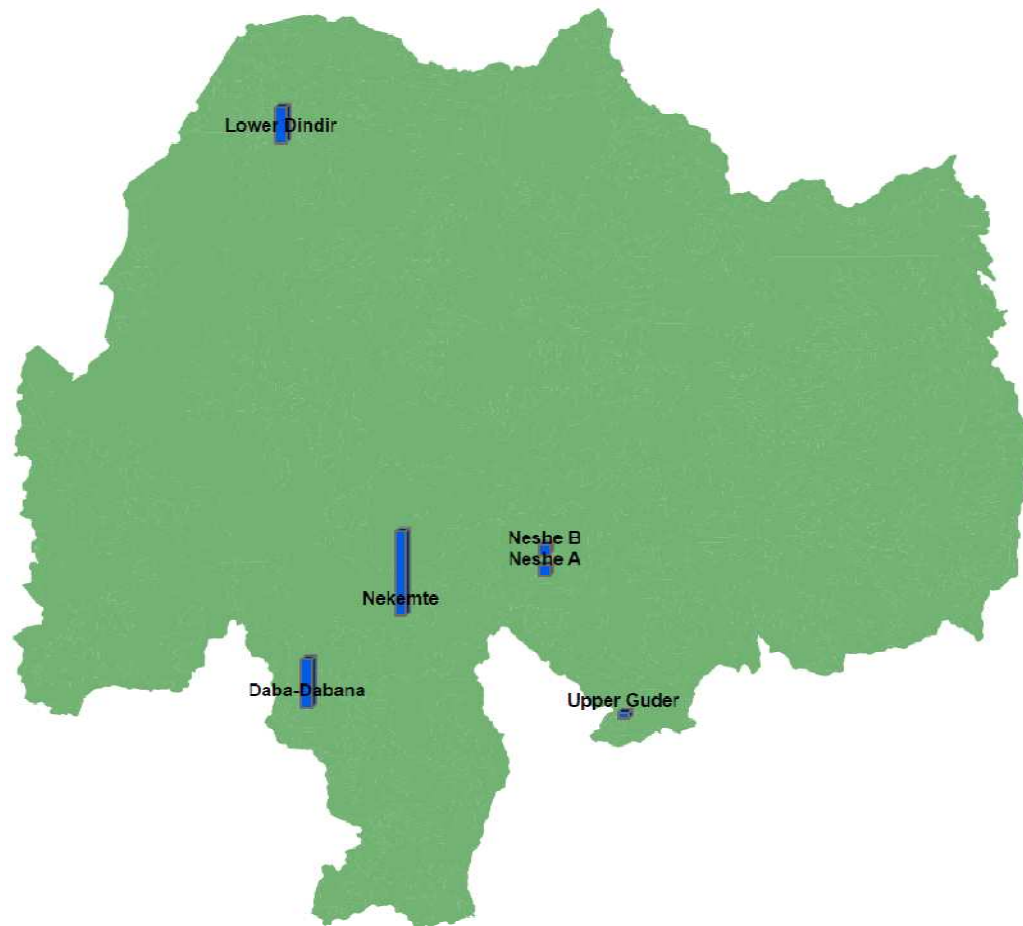 Lower Dindir
Neshe B
Neshe A
Nekemte
Daba-Dabana
Upper Guder